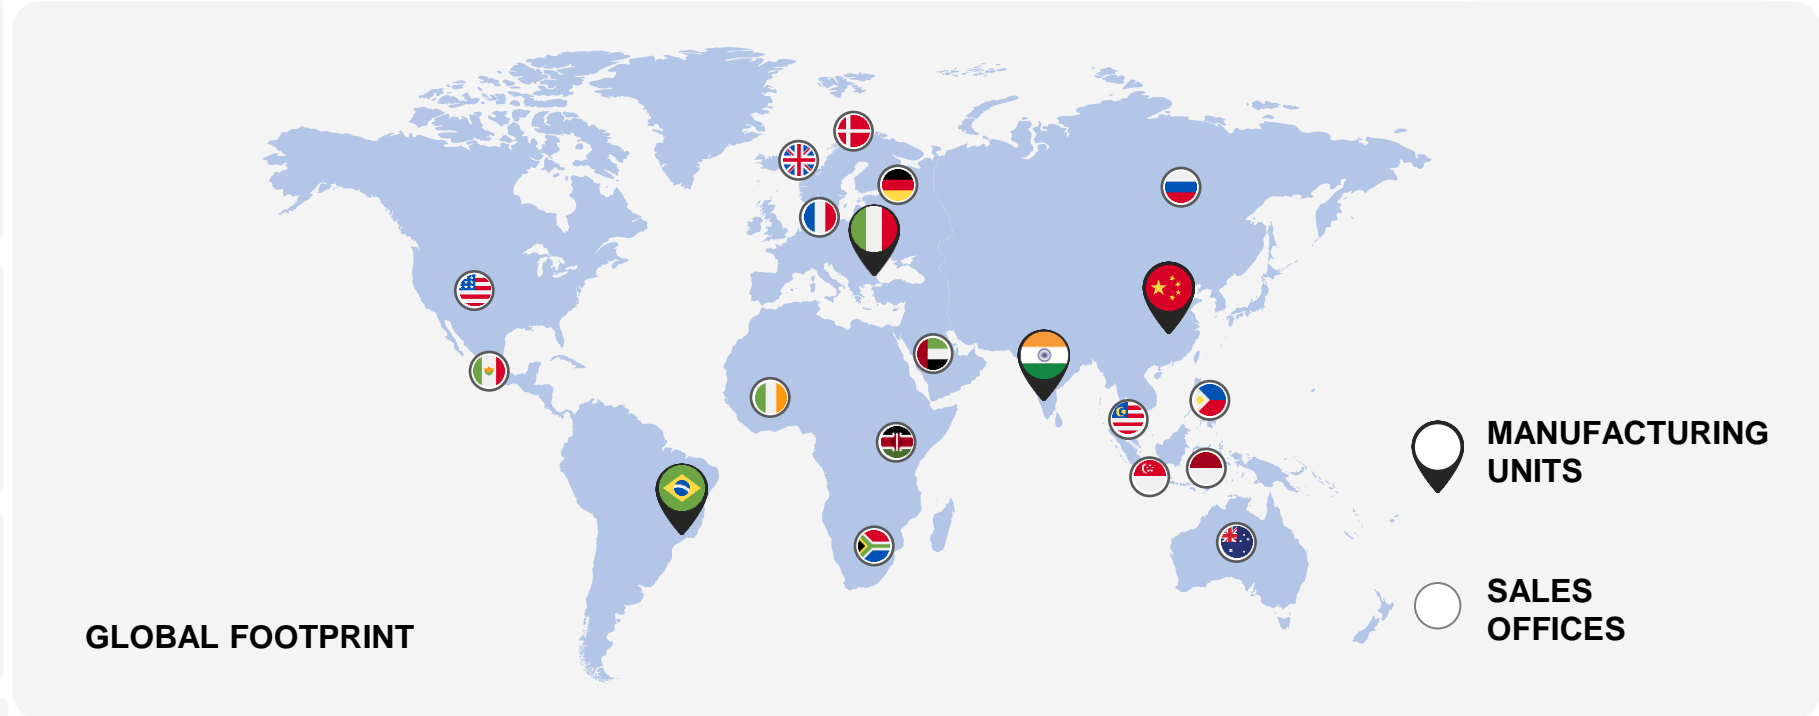 MANUFACTURING
UNITS
SALES
OFFICES
GLOBAL FOOTPRINT